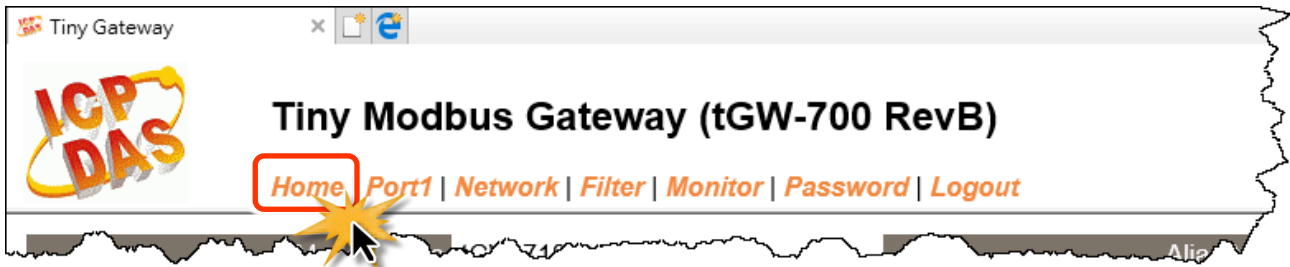 Tiny Gateway
ICP
DAS
Tiny Modbus Gateway (tGW-700 RevB)
Home | Port1 | Network | Filter | Monitor | Password | Logout